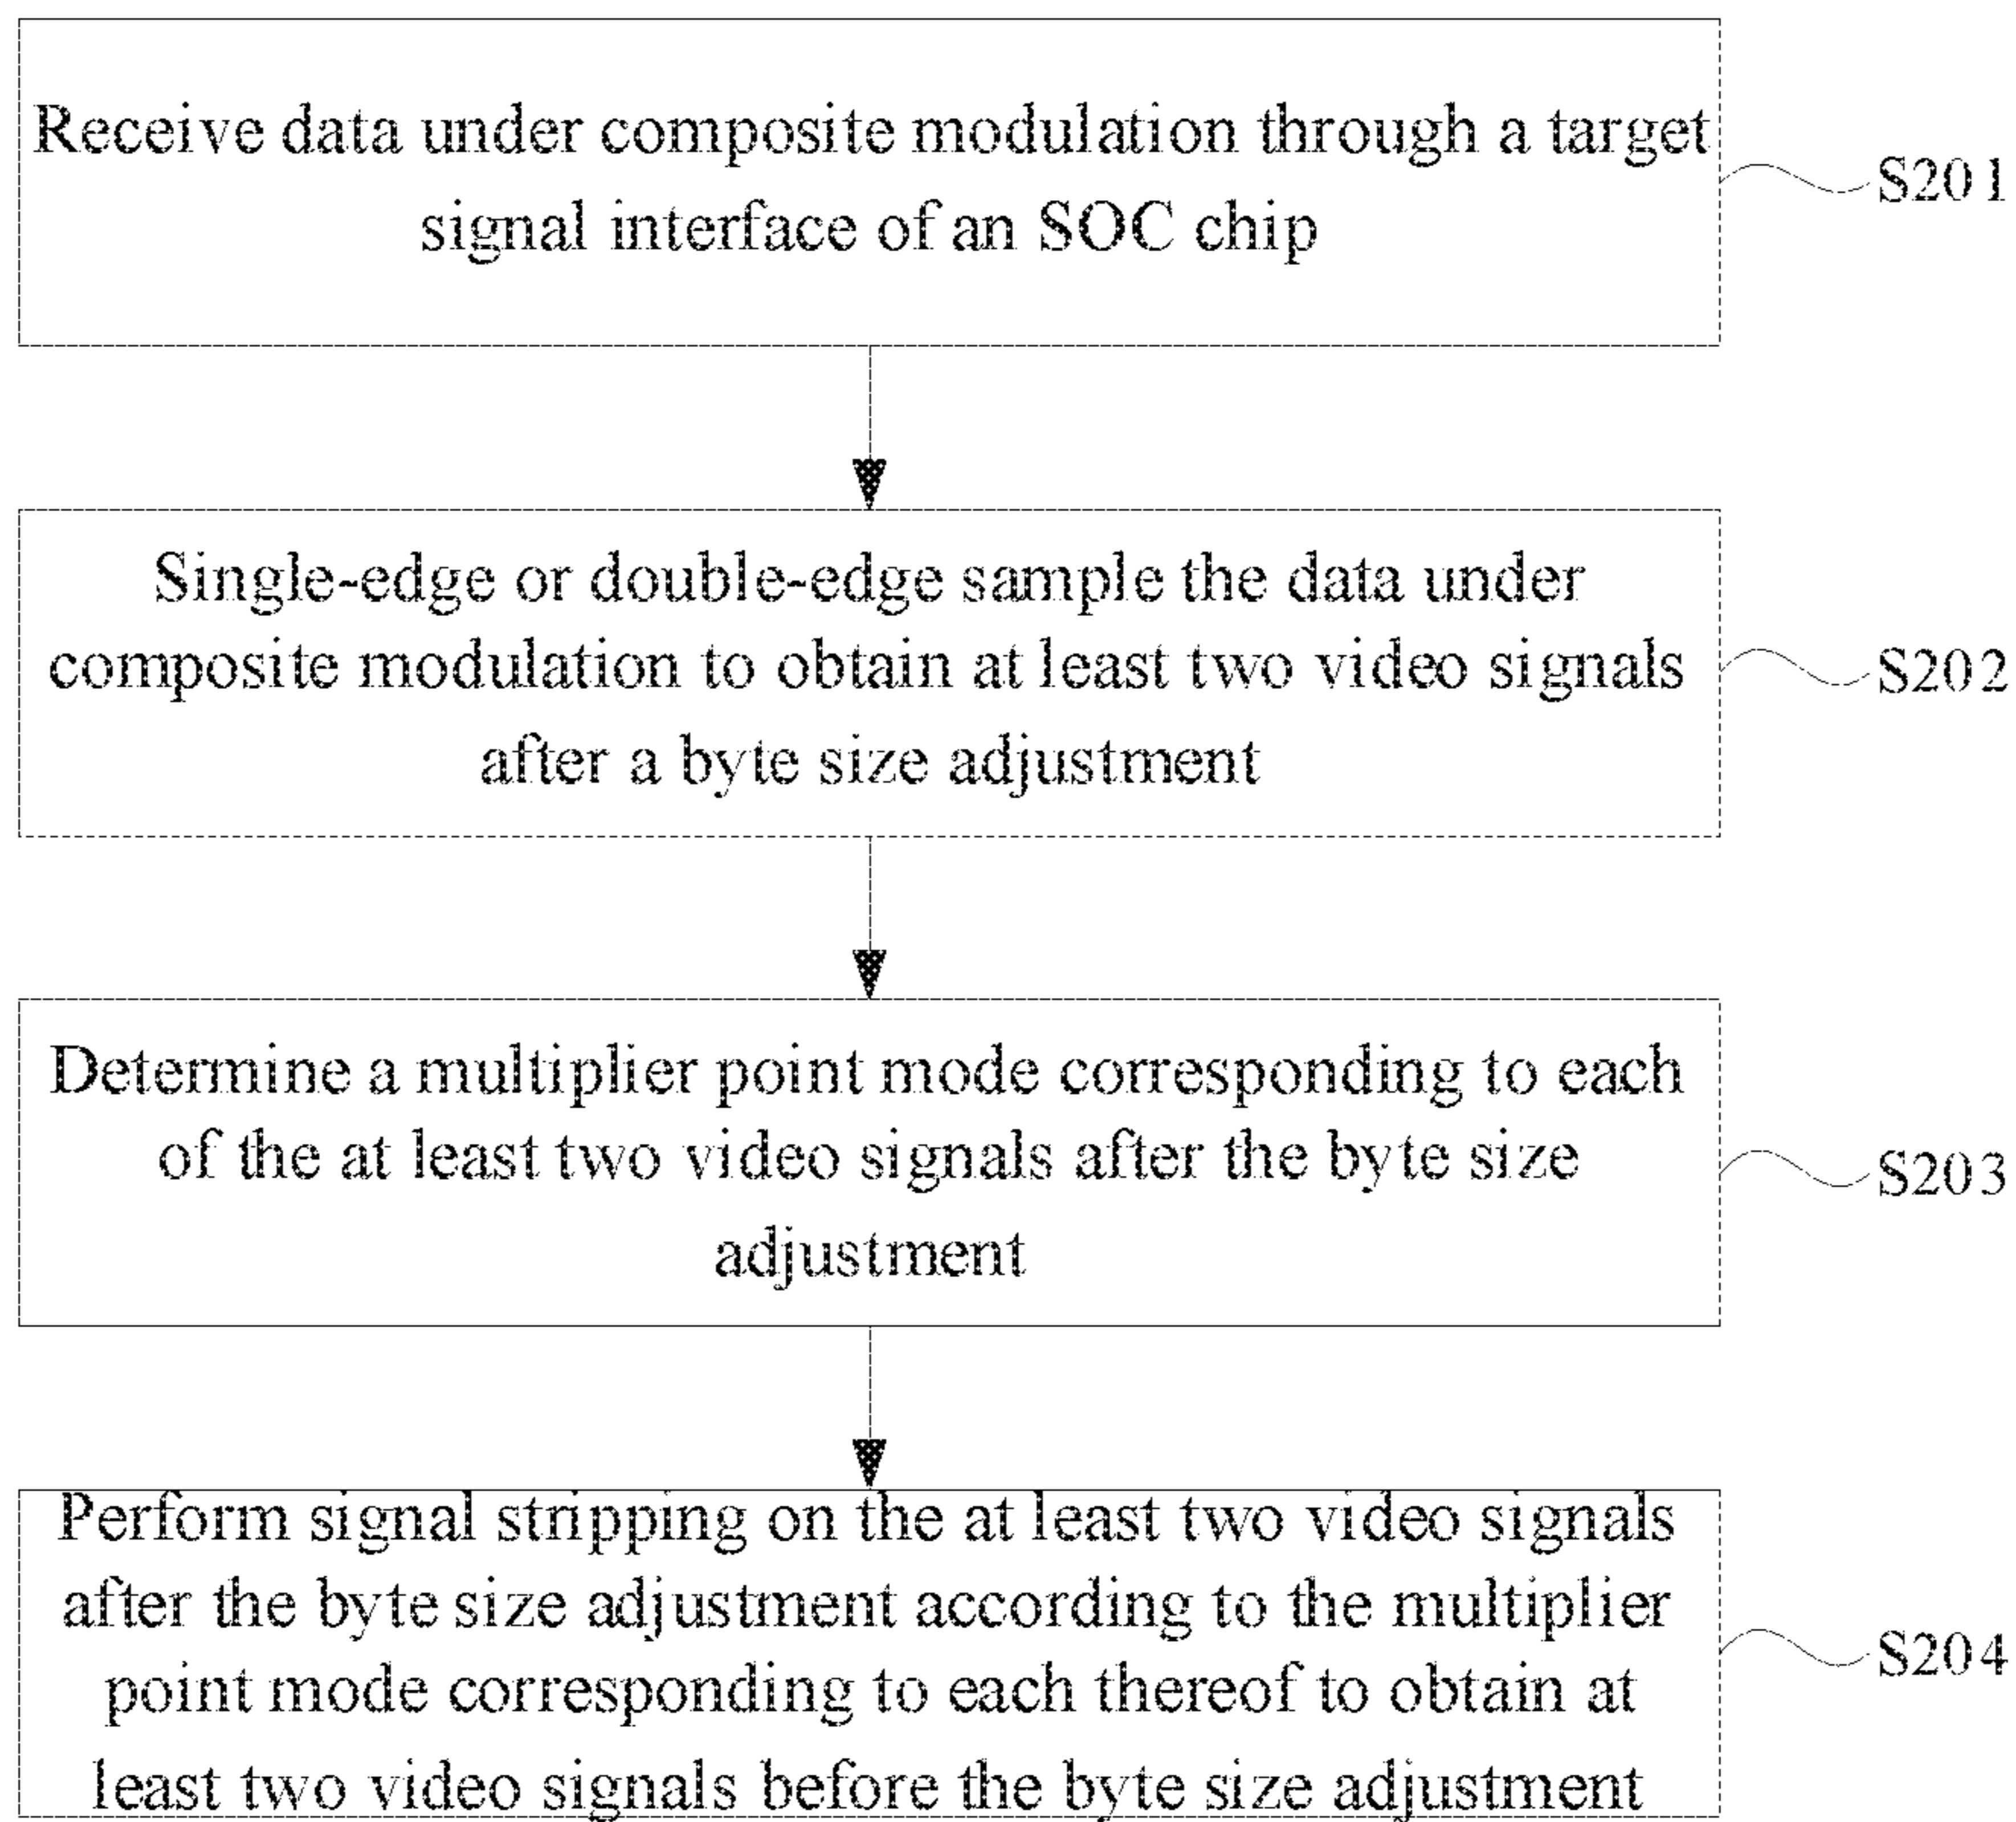 Receive data under composite modulation through a target
signal interface of an SOC chip
S201
Single-edge or double-edge sample the data under
composite modulation to obtain at least two video signals
after a byte size adjustment
S202
Determine a multiplier point mode corresponding to each
of the at least two video signals after the byte size
adjustment
S203
Perform signal stripping on the at least two video signals
after the byte size adjustment according to the multiplier
point mode corresponding to each thereof to obtain at
least two video signals before the byte size adjustment
S204